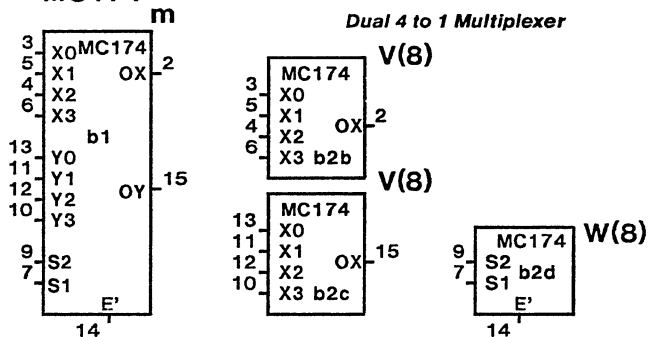 MC174
m
Dual 4 to 1 Multiplexer
3 X0 MC174
5 X1 OX 2
4 X2
6 X3
b1
13 Y0
11 Y1
12 Y2 OY 15
10 Y3
9 S2
7 S1
E'
14
V(8)
MC174
3 X0
5 X1
4 X2 OX 2
6 X3 b2b
V(8)
MC174
13 X0
11 X1
12 X2 OX 15
10 X3 b2c
W(8)
MC174
9 S2
7 S1 b2d
E'
14